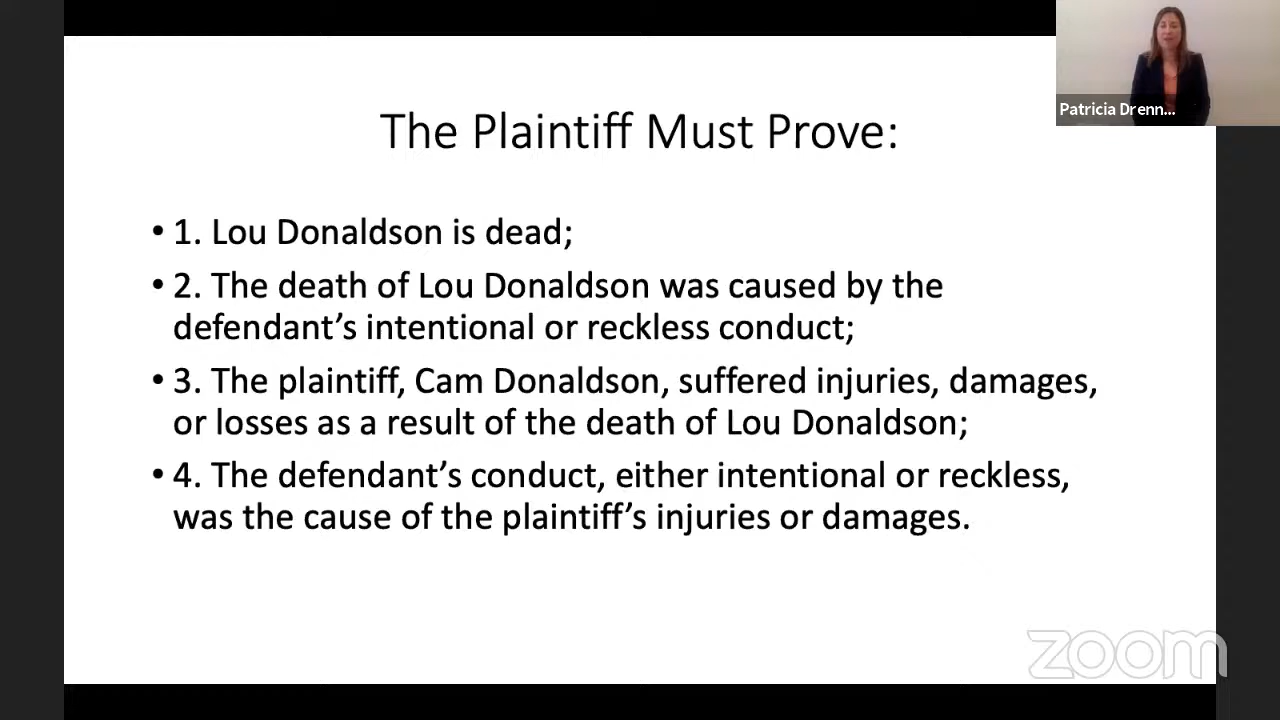 Patricia Drenn...
The Plaintiff Must Prove:
• 1. Lou Donaldson is dead;
• 2. The death of Lou Donaldson was caused by the
defendant’s intentional or reckless conduct;
• 3. The plaintiff, Cam Donaldson, suffered injuries, damages,
or losses as a result of the death of Lou Donaldson;
• 4. The defendant’s conduct, either intentional or reckless,
was the cause of the plaintiff’s injuries or damages.
zoom